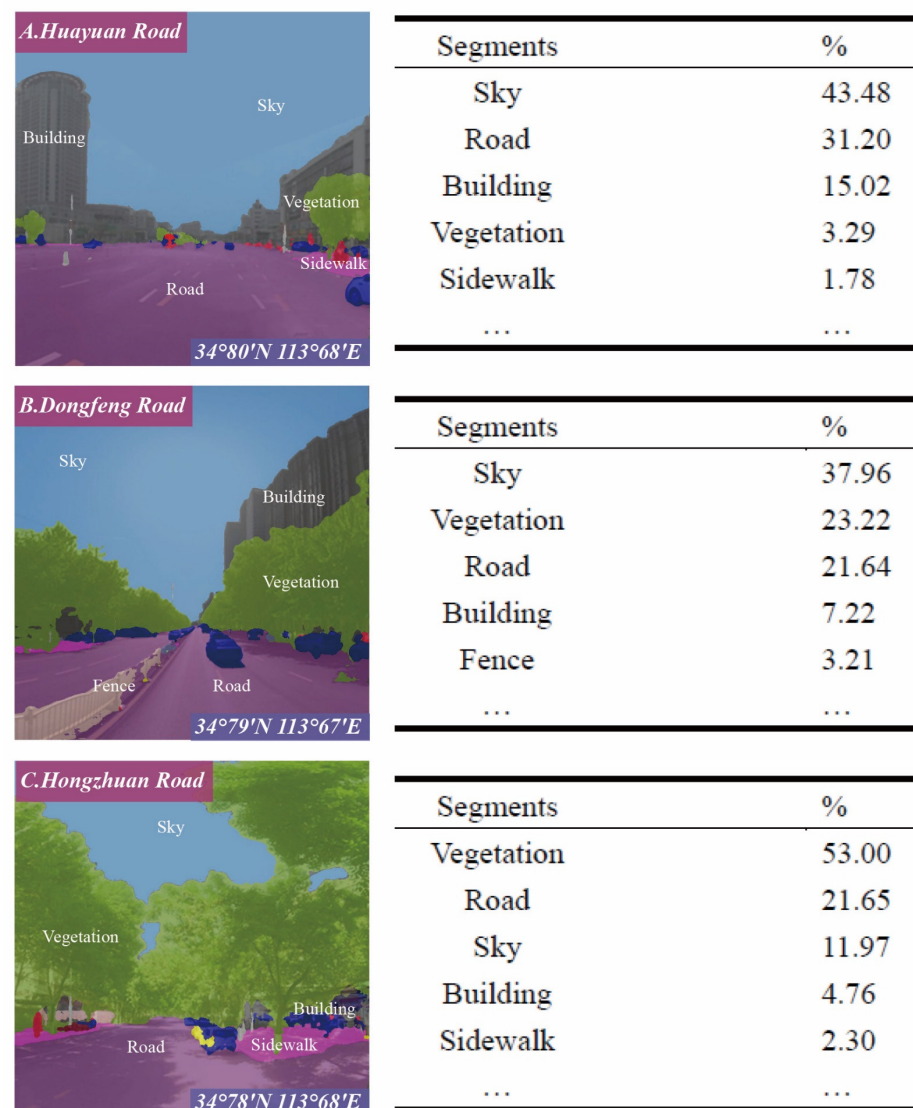 A.Huayuan Road
Sky
Building
Vegetation
Sidewalk
Road
34°80'N 113°68'E
Segments %
Sky 43.48
Road 31.20
Building 15.02
Vegetation 3.29
Sidewalk 1.78
… …
B.Dongfeng Road
Sky
Building
Vegetation
Fence Road
34°79'N 113°67'E
Segments %
Sky 37.96
Vegetation 23.22
Road 21.64
Building 7.22
Fence 3.21
… …
C.Hongzhuan Road
Sky
Vegetation
Building
Road Sidewalk
34°78'N 113°68'E
Segments %
Vegetation 53.00
Road 21.65
Sky 11.97
Building 4.76
Sidewalk 2.30
… …